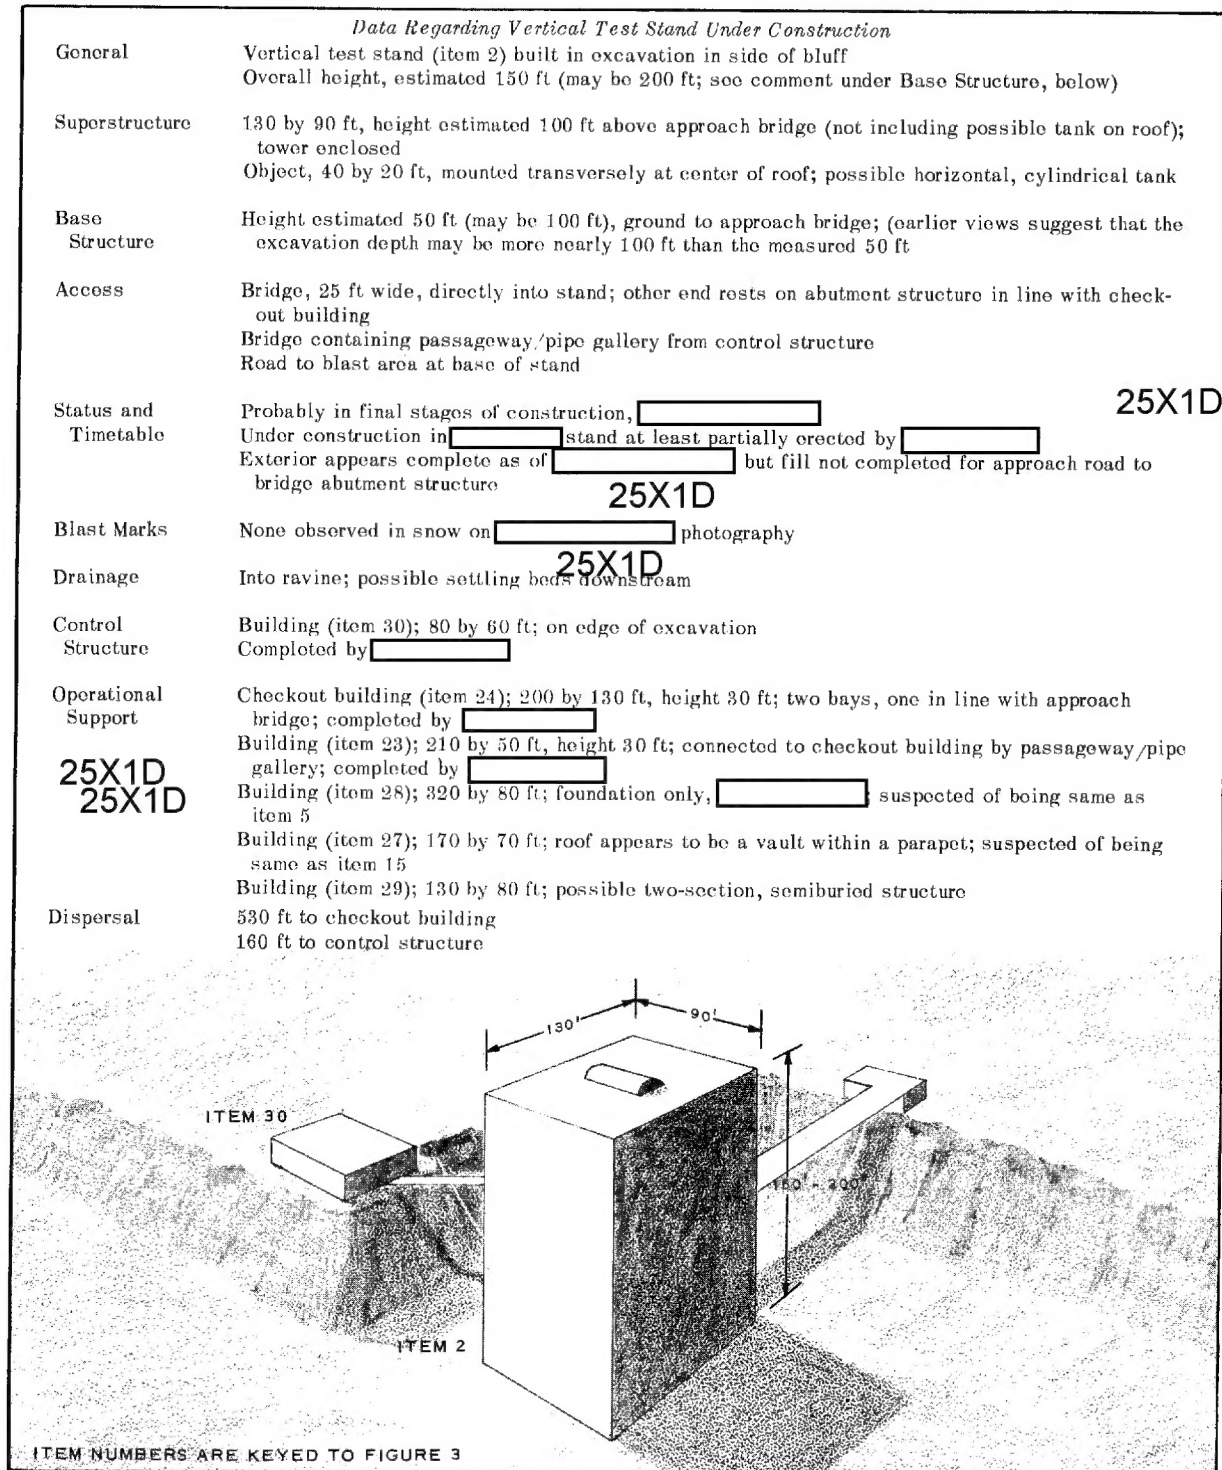 Data Regarding Vertical Test Stand Under Construction
General Vertical test stand (item 2) built in excavation in side of bluff
Overall height, estimated 150 ft (may be 200 ft; see comment under Base Structure, below)
Superstructure 130 by 90 ft, height estimated 100 ft above approach bridge (not including possible tank on roof);
tower enclosed
Object, 40 by 20 ft, mounted transversely at center of roof; possible horizontal, cylindrical tank
Base Height estimated 50 ft (may be 100 ft), ground to approach bridge; (earlier views suggest that the
Structure excavation depth may be more nearly 100 ft than the measured 50 ft
Access Bridge, 25 ft wide, directly into stand; other end rests on abutment structure in line with check-
out building
Bridge containing passageway/pipe gallery from control structure
Road to blast area at base of stand
25X1D
Status and Probably in final stages of construction,
Timetable Under construction in stand at least partially erected by
Exterior appears complete as of but fill not completed for approach road to
bridge abutment structure
25X1D
Blast Marks None observed in snow on photography
25X1D
Drainage Into ravine; possible settling beds downstream
Control Building (item 30); 80 by 60 ft; on edge of excavation
Structure Completed by
Operational Checkout building (item 24); 200 by 130 ft, height 30 ft; two bays, one in line with approach
Support bridge; completed by
Building (item 23); 210 by 50 ft, height 30 ft; connected to checkout building by passageway/pipe
25X1D gallery; completed by
25X1D Building (item 28); 320 by 80 ft; foundation only, suspected of being same as
item 5
Building (item 27); 170 by 70 ft; roof appears to be a vault within a parapet; suspected of being
same as item 15
Building (item 29); 130 by 80 ft; possible two-section, semiburied structure
Dispersal 530 ft to checkout building
160 ft to control structure
130'
90'
ITEM 30
150' - 200'
ITEM 2
ITEM NUMBERS ARE KEYED TO FIGURE 3